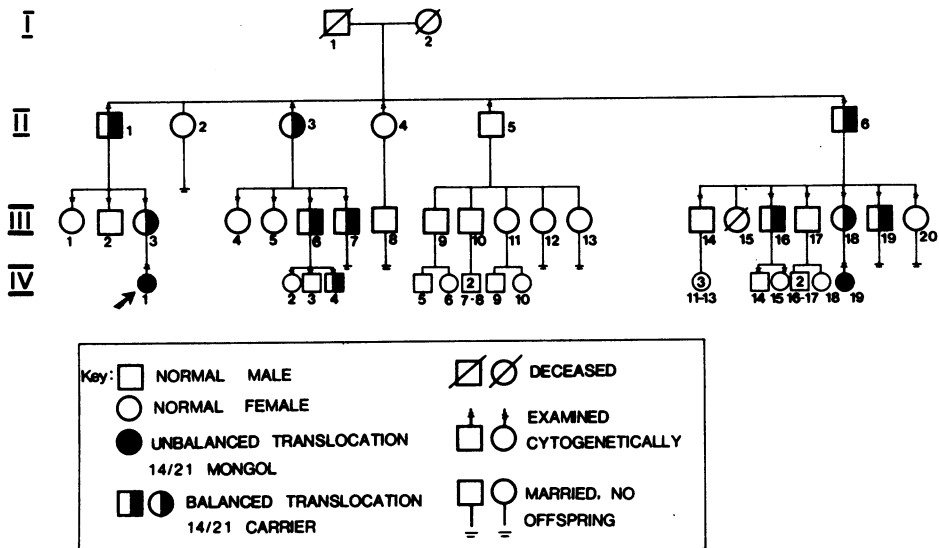 I
1 2
II
1 2 3 4 5 6
III
1 2 3 4 5 6 7 8 9 10 11 12 13 14 15 16 17 18 19 20
IV
1 2 3 4 5 6 2 7-8 9 10 3 11-13 14 15 2 16-17 18 19
Key: NORMAL MALE
NORMAL FEMALE
UNBALANCED TRANSLOCATION
14/21 MONGOL
BALANCED TRANSLOCATION
14/21 CARRIER
DECEASED
EXAMINED
CYTOGENETICALLY
MARRIED, NO
OFFSPRING